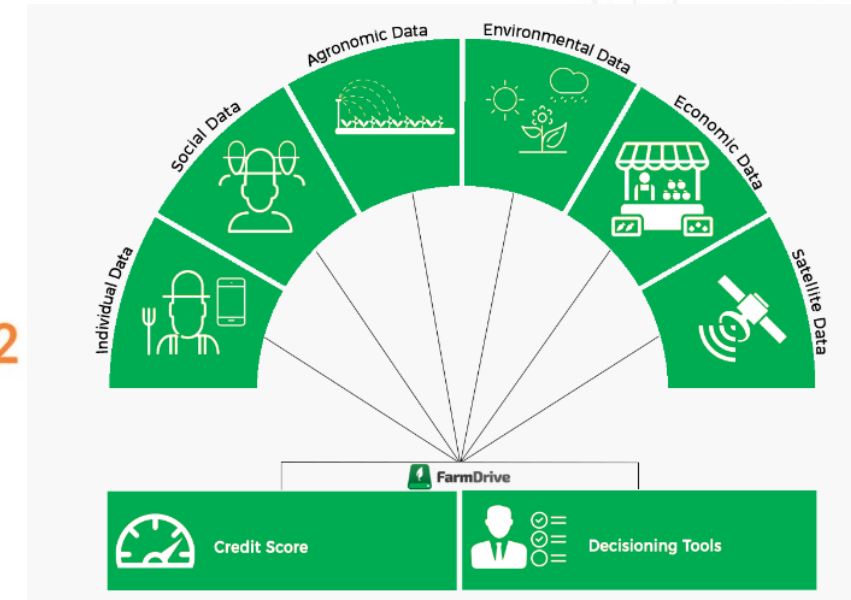 Individual Data
Social Data
Agronomic Data
Environmental Data
Economic Data
Satellite Data
2
FarmDrive
Credit Score
Decisioning Tools